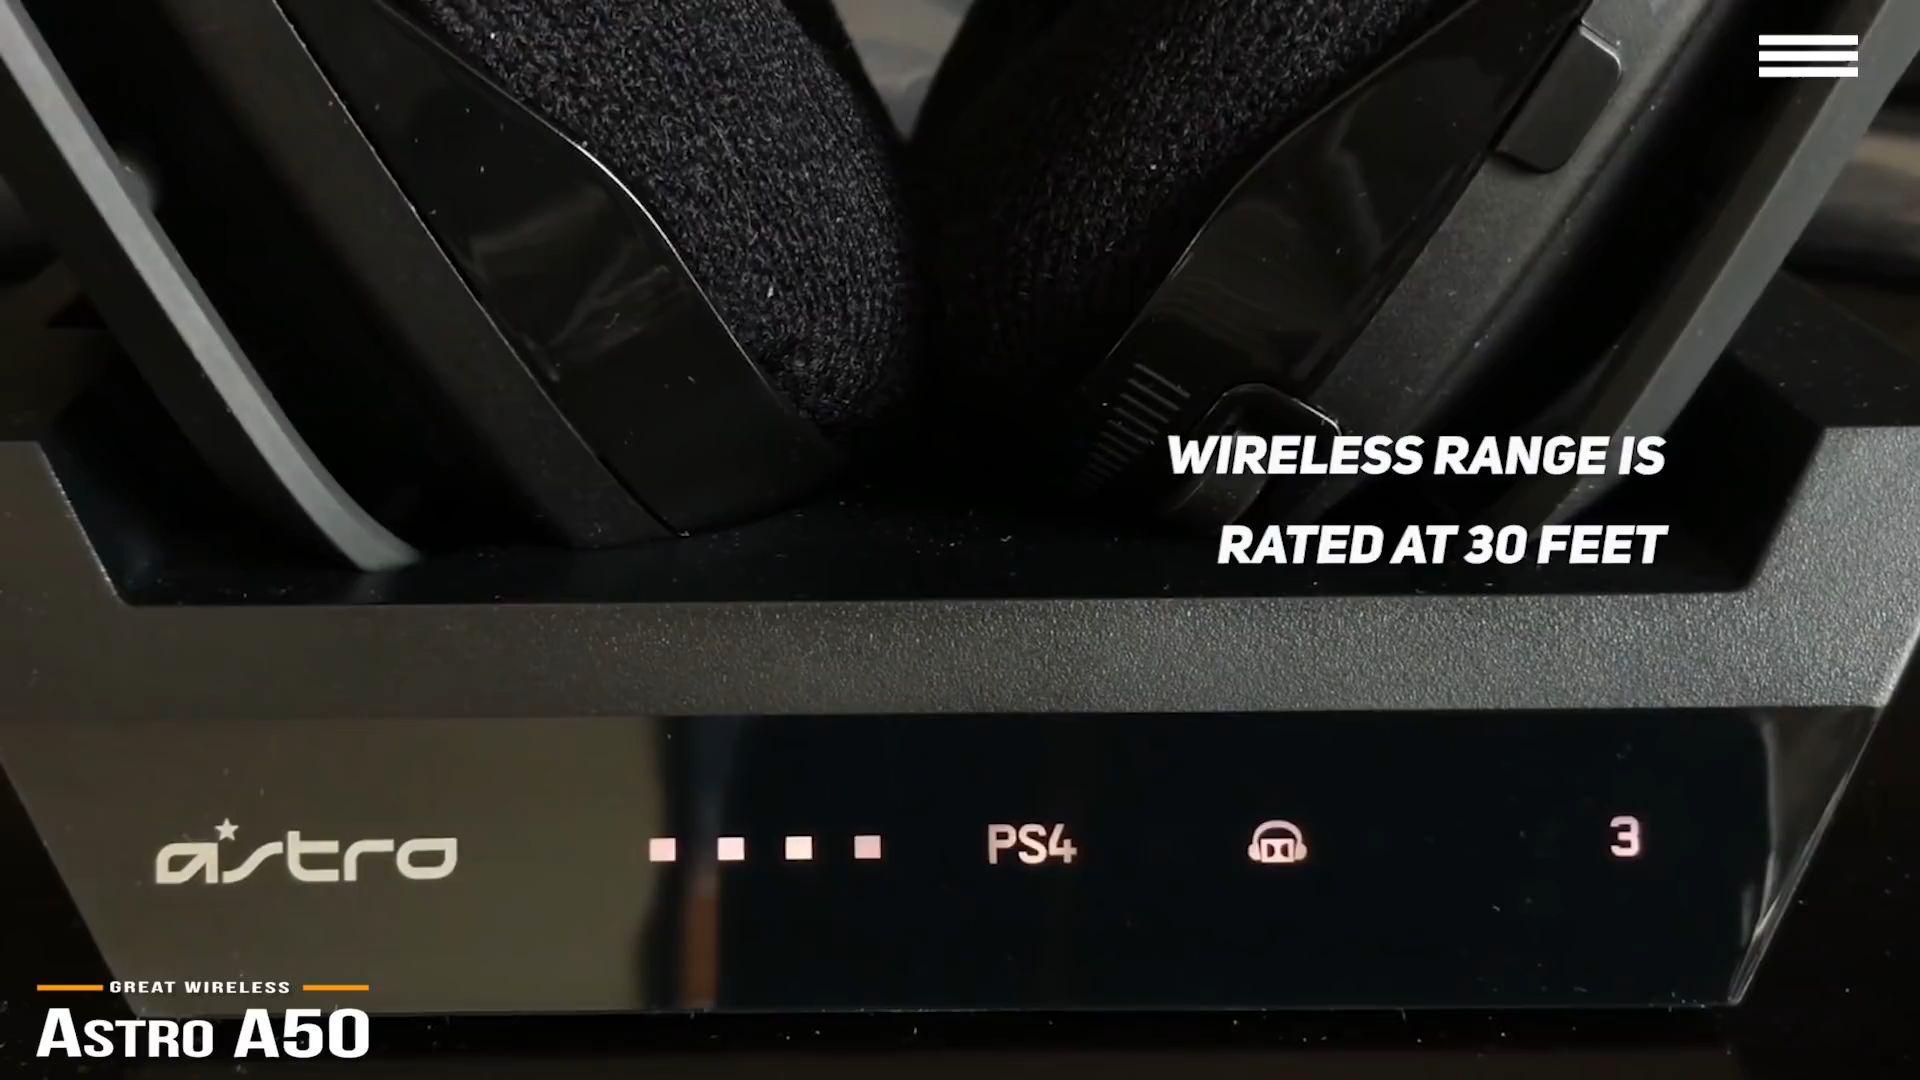 WIRELESS RANGE IS
RATED AT 30 FEET
astro
PS4
3
GREAT WIRELESS
ASTRO A50